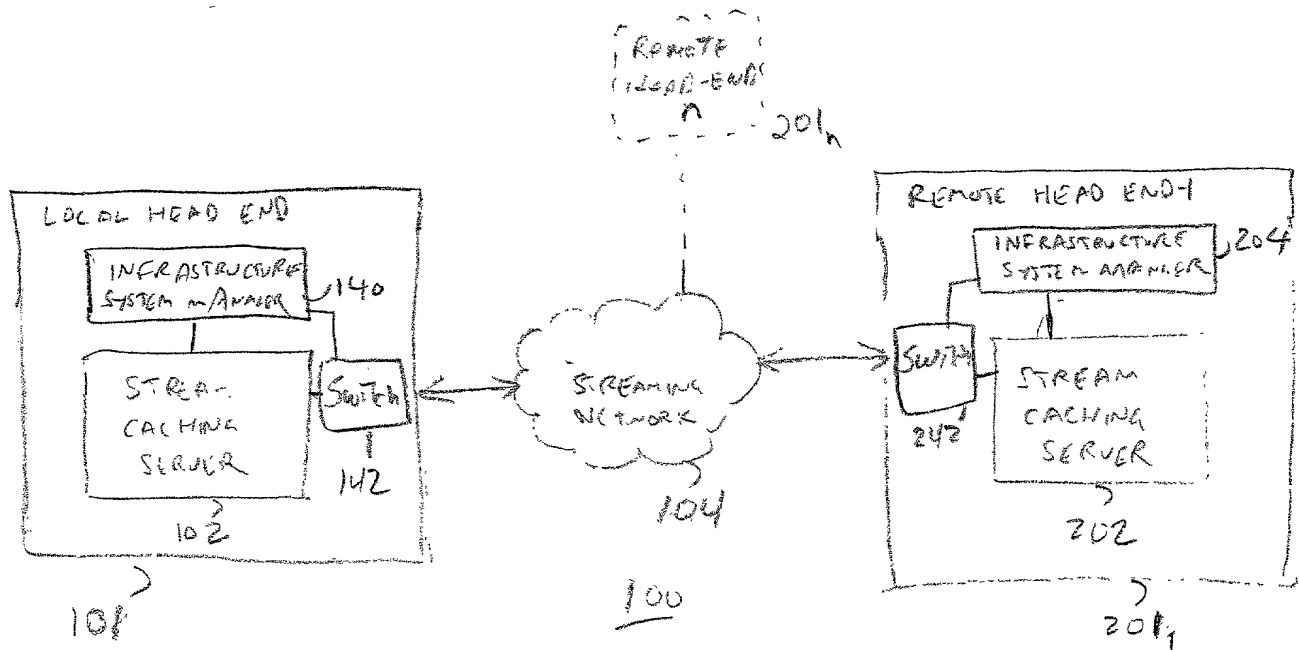 REMOTE
HEAD-END
n
201n
LOCAL HEAD END
INFRASTRUCTURE
SYSTEM MANAGER
140
STREAM
CACHING
SERVER
SWITCH
142
102
101
STREAMING
NETWORK
104
100
REMOTE HEAD END-1
INFRASTRUCTURE
SYSTEM MANAGER
204
SWITCH
242
STREAM
CACHING
SERVER
202
201₁